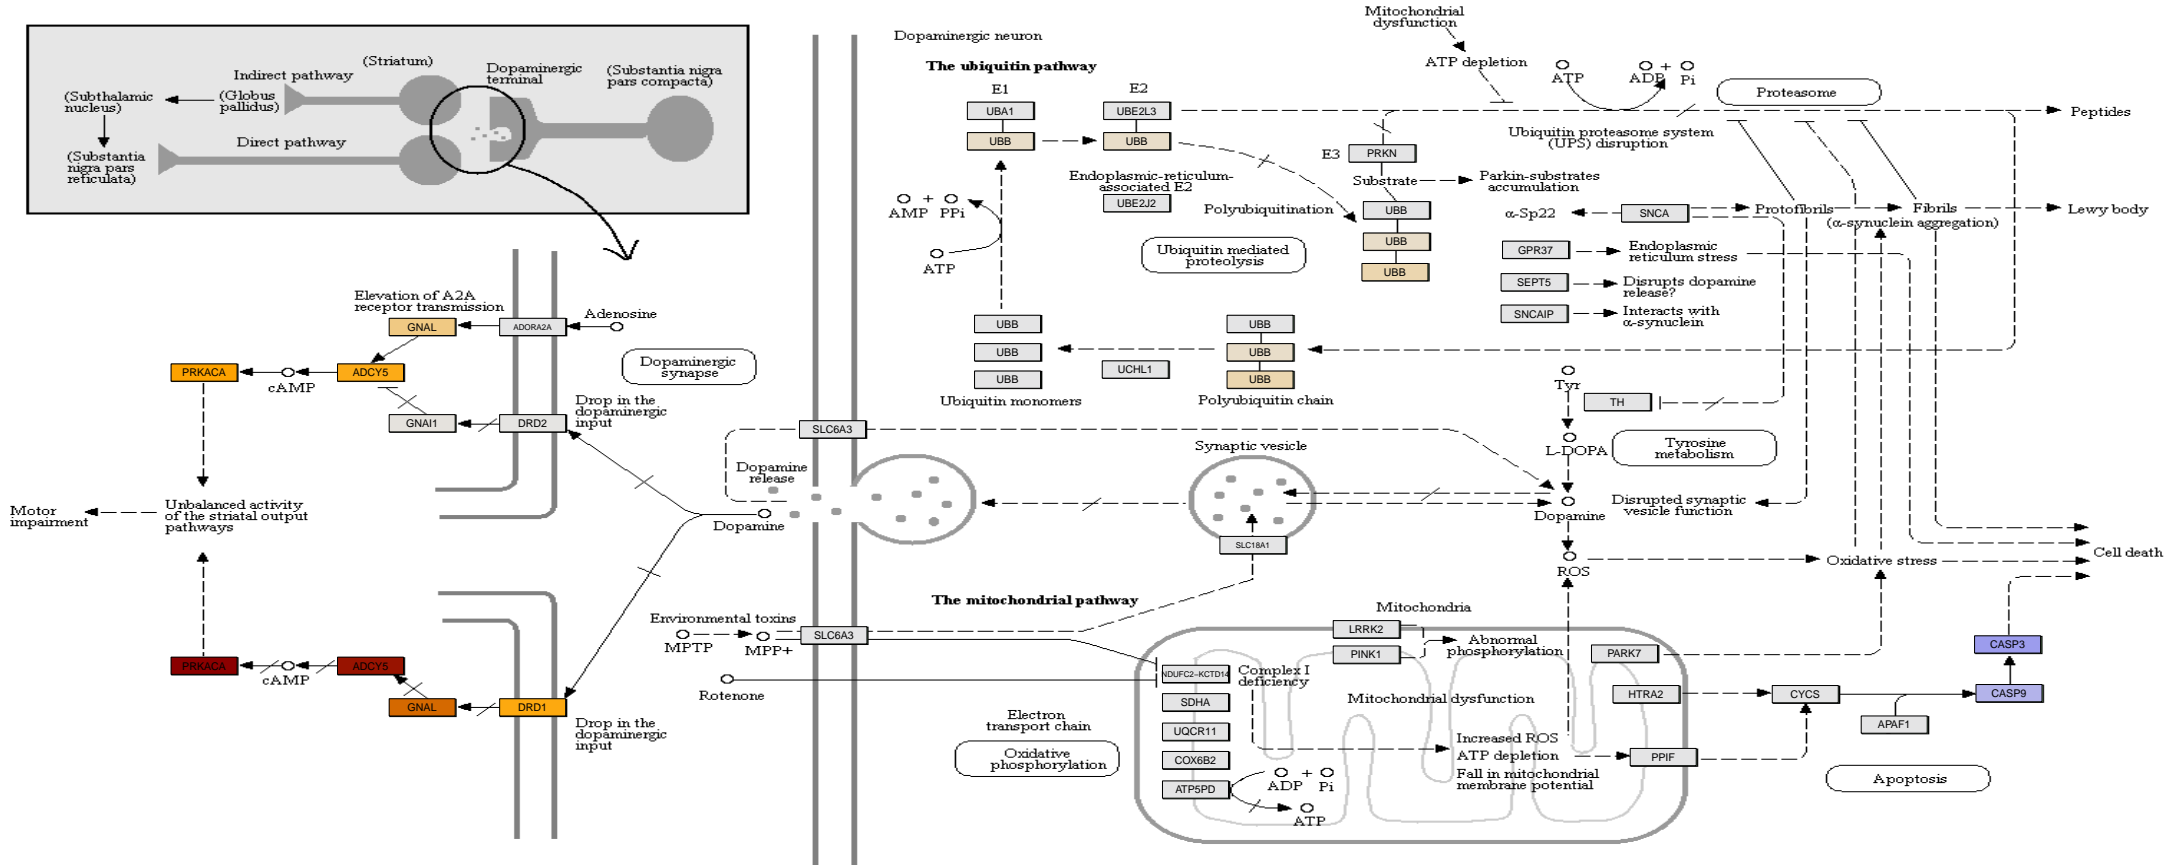 (Striatum)
Indirect pathway
(Subthalamic
nucleus)
(Globus
pallidus)
Dopaminergic
terminal
(Substantia nigra
pars compacta)
Direct pathway
(Substantia
nigra pars
reticulata)
Dopaminergic neuron
The ubiquitin pathway
E1
E2
UBA1
UBB
UBE2L3
UBB
Endoplasmic-reticulum-
associated E2
UBE2J2
AMP + PPi
ATP
Mitochondrial
dysfunction
ATP depletion
ATP
ADP + Pi
Proteasome
Peptides
Ubiquitin proteasome system
(UPS) disruption
E3
PRKN
Substrate
Parkin-substrates
accumulation
Polyubiquitination
UBB
UBB
UBB
Ubiquitin mediated
proteolysis
α-Sp22
SNCA
Protofibrils
Fibrils
(α-synuclein aggregation)
Lewy body
GPR37
Endoplasmic
reticulum stress
SEPT5
Disrupts dopamine
release?
SNCAIP
Interacts with
α-synuclein
UBB
UBB
UBB
Ubiquitin monomers
UCHL1
UBB
UBB
UBB
Polyubiquitin chain
Elevation of A2A
receptor transmission
GNAL
ADORA2A
Adenosine
PRKACA
cAMP
ADCY5
Dopaminergic
synapse
GNAI1
DRD2
Drop in the
dopaminergic
input
Motor
impairment
Unbalanced activity
of the striatal output
pathways
SLC6A3
Dopamine
release
Dopamine
Synaptic vesicle
SLC18A1
Tyr
TH
L-DOPA
Tyrosine
metabolism
Dopamine
Disrupted synaptic
vesicle function
ROS
Oxidative stress
Cell death
The mitochondrial pathway
Environmental toxins
MPTP
MPP+
SLC6A3
Rotenone
PRKACA
cAMP
ADCY5
GNAL
DRD1
Drop in the
dopaminergic
input
Mitochondria
LRRK2
PINK1
Abnormal
phosphorylation
PARK7
NDUFC2-KCTD14
Complex I
deficiency
SDHA
UQCR11
COX6B2
ATP5PD
Electron
transport chain
Oxidative
phosphorylation
Mitochondrial dysfunction
Increased ROS
ATP depletion
Fall in mitochondrial
membrane potential
ADP + Pi
ATP
HTRA2
PPIF
CYCS
APAF1
CASP3
CASP9
Apoptosis